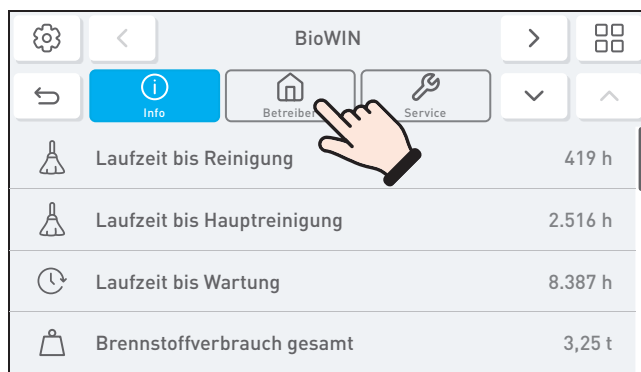 BioWIN
Info
Betreiber
Service
Laufzeit bis Reinigung 419 h
Laufzeit bis Hauptreinigung 2.516 h
Laufzeit bis Wartung 8.387 h
Brennstoffverbrauch gesamt 3,25 t